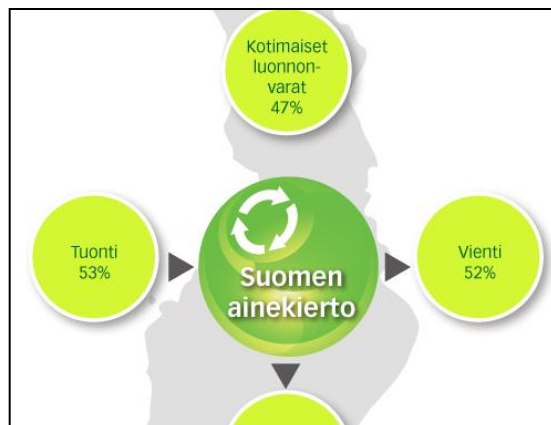 Kotimaiset
luonnon-
varat
47%
Tuonti
53%
Suomen
ainekierto
Vienti
52%